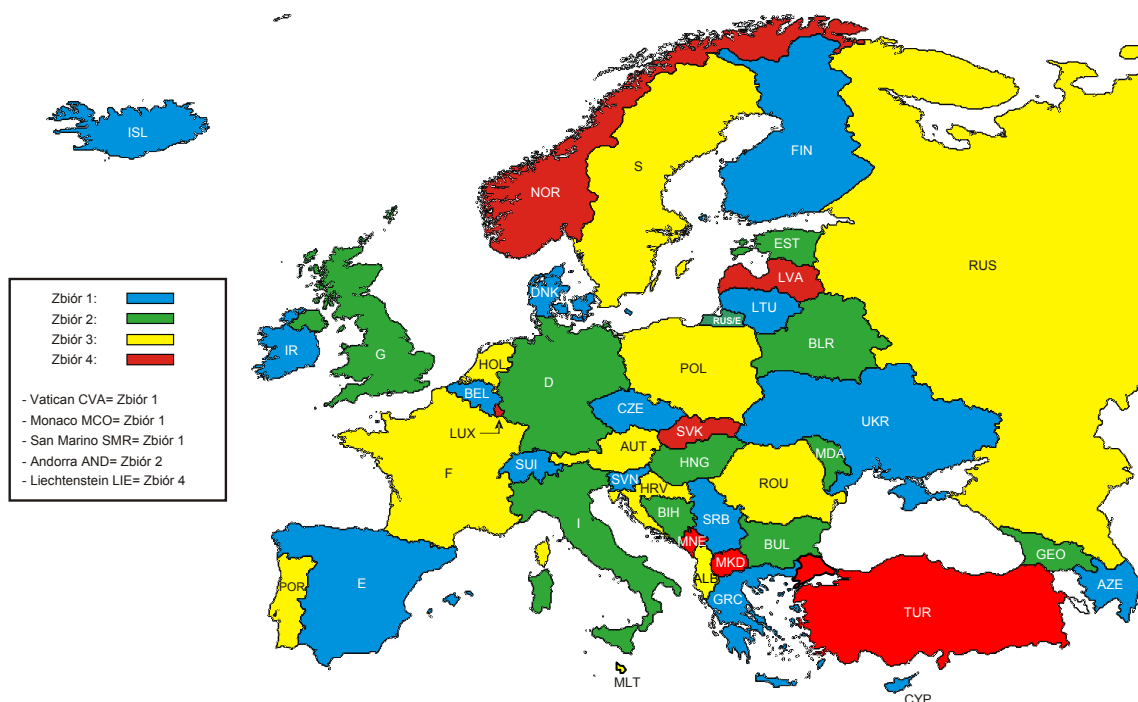 ISL
NOR
S
FIN
RUS
EST
LVA
LTU
RUS/E
BLR
DNK
IR
G
HOL
BEL
LUX
D
POL
CZE
SVK
UKR
MDA
F
SUI
AUT
HNG
ROU
SVN
HRV
BIH
SRB
I
MNE
MKD
BUL
ALB
GRC
E
POR
MLT
TUR
GEO
AZE
CYP
Zbiór 1:
Zbiór 2:
Zbiór 3:
Zbiór 4:
- Vatican CVA= Zbiór 1
- Monaco MCO= Zbiór 1
- San Marino SMR= Zbiór 1
- Andorra AND= Zbiór 2
- Liechtenstein LIE= Zbiór 4